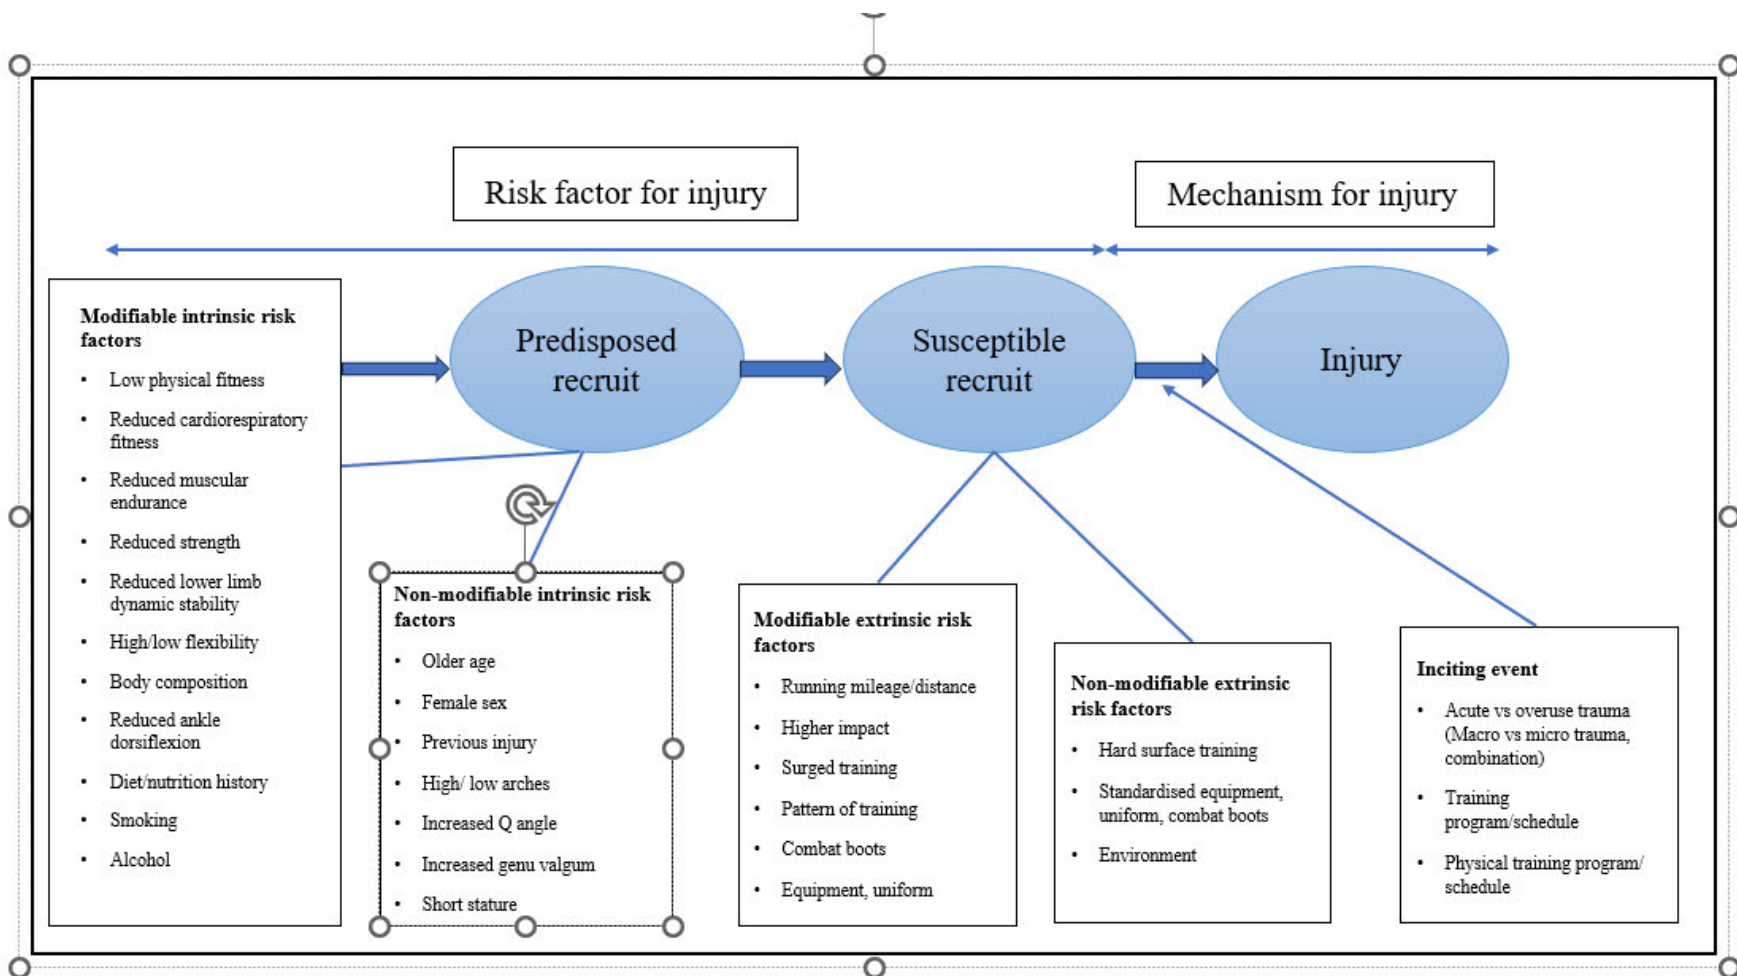 Risk factor for injury
Mechanism for injury
Predisposed
recruit
Susceptible
recruit
Injury
Modifiable intrinsic risk
factors
• Low physical fitness
• Reduced cardiorespiratory
fitness
• Reduced muscular
endurance
• Reduced strength
• Reduced lower limb
dynamic stability
• High/low flexibility
• Body composition
• Reduced ankle
dorsiflexion
• Diet/nutrition history
• Smoking
• Alcohol
Non-modifiable intrinsic risk
factors
• Older age
• Female sex
• Previous injury
• High/ low arches
• Increased Q angle
• Increased genu valgum
• Short stature
Modifiable extrinsic risk
factors
• Running mileage/distance
• Higher impact
• Surged training
• Pattern of training
• Combat boots
• Equipment, uniform
Non-modifiable extrinsic
risk factors
• Hard surface training
• Standardised equipment,
uniform, combat boots
• Environment
Inciting event
• Acute vs overuse trauma
(Macro vs micro trauma,
combination)
• Training
program/schedule
• Physical training program/
schedule